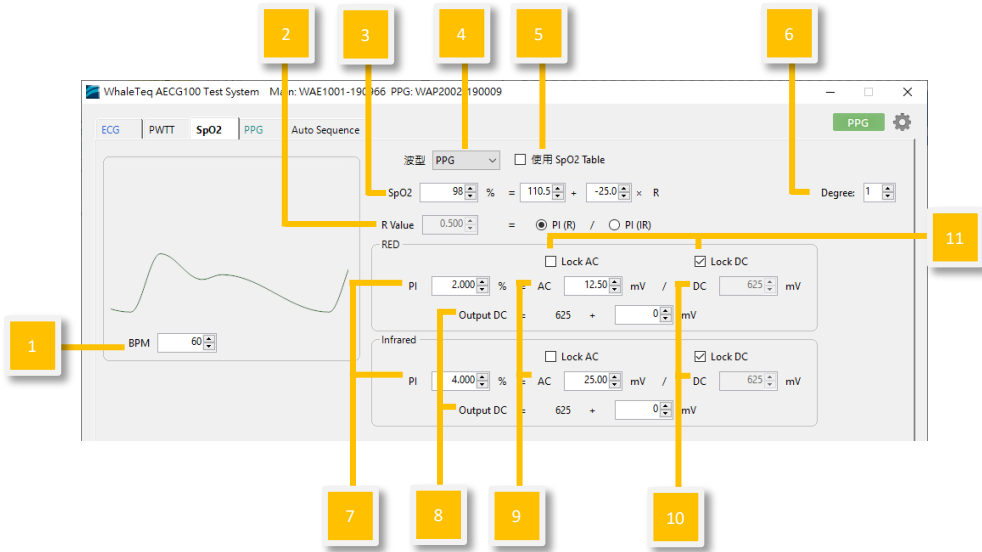 2
3
4
5
6
WhaleTeq AECG100 Test System Main: WAE1001-190966 PPG: WAP2002-190009
ECG PWTT SpO2 PPG Auto Sequence PPG
波型 PPG 使用 SpO2 Table
SpO2 98 % = 110.5 + -25.0 × R Degree: 1
R Value 0.500 = PI (R) / PI (IR)
11
RED
Lock AC Lock DC
PI 2.000 % = AC 12.50 mV / DC 625 mV
Output DC = 625 + 0 mV
1
BPM 60
Infrared
Lock AC Lock DC
PI 4.000 % = AC 25.00 mV / DC 625 mV
Output DC = 625 + 0 mV
7
8
9
10